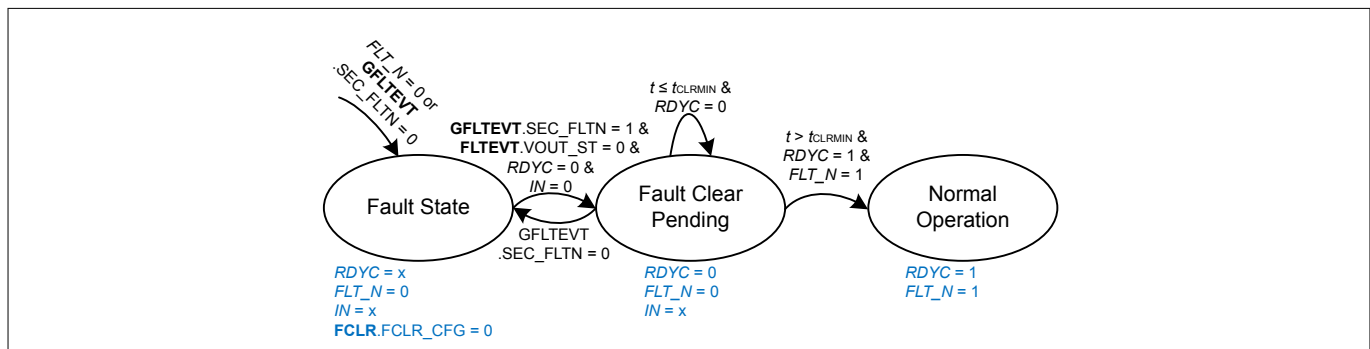 FLT_N = 0 or
GFLTEVT
.SEC_FLTN = 0
Fault State
RDYC = x
FLT_N = 0
IN = x
FCLR.FCLR_CFG = 0
GFLTEVT.SEC_FLTN = 1 &
FLTEVT.VOUT_ST = 0 &
RDYC = 0 &
IN = 0
GFLTEVT
.SEC_FLTN = 0
t ≤ tCLRMIN &
RDYC = 0
Fault Clear
Pending
RDYC = 0
FLT_N = 0
IN = x
t > tCLRMIN &
RDYC = 1 &
FLT_N = 1
Normal
Operation
RDYC = 1
FLT_N = 1